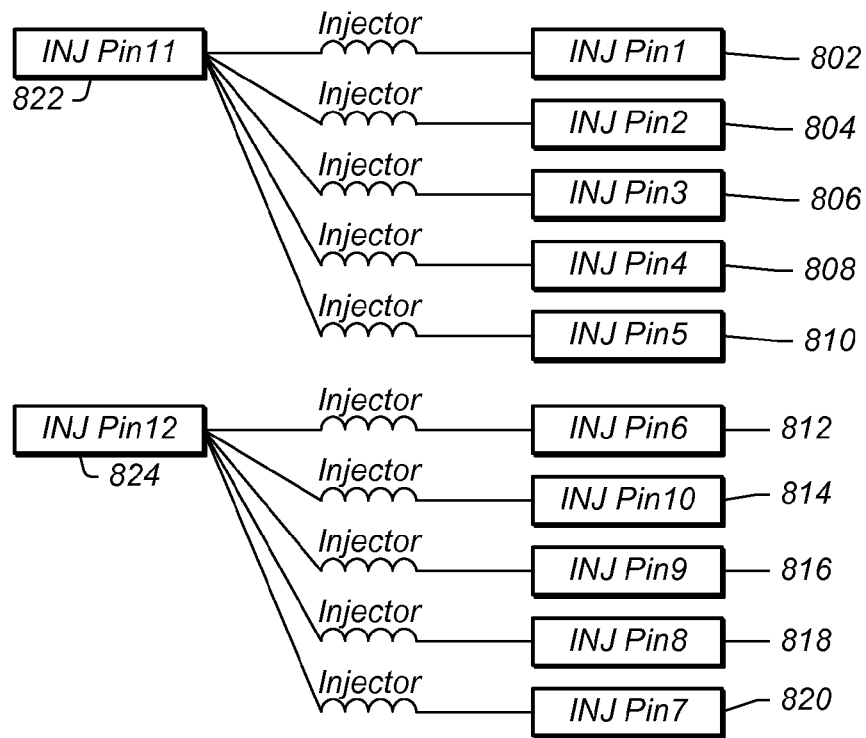 INJ Pin11
822
Injector
INJ Pin1
802
Injector
INJ Pin2
804
Injector
INJ Pin3
806
Injector
INJ Pin4
808
Injector
INJ Pin5
810
INJ Pin12
824
Injector
INJ Pin6
812
Injector
INJ Pin10
814
Injector
INJ Pin9
816
Injector
INJ Pin8
818
Injector
INJ Pin7
820